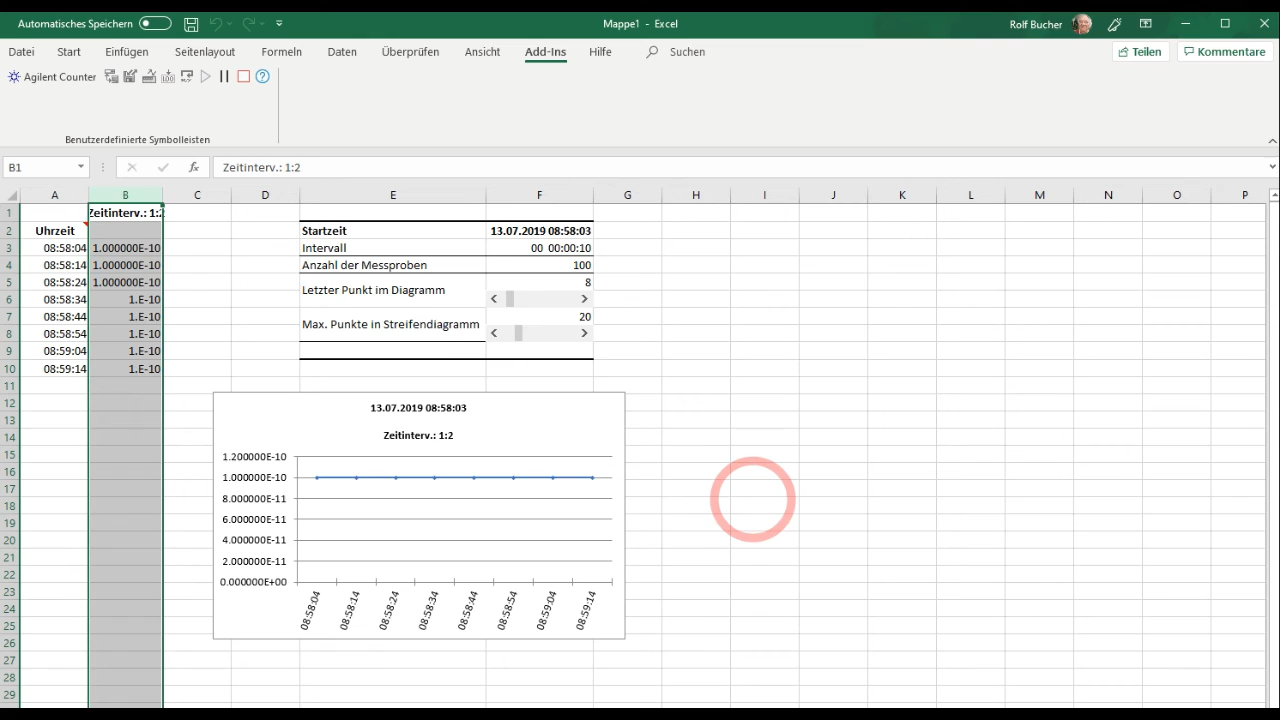 Automatisches Speichern
Mappe1 - Excel
Rolf Bucher
Datei Start Einfügen Seitenlayout Formeln Daten Überprüfen Ansicht Add-Ins Hilfe Suchen
Teilen Kommentare
Agilent Counter
Benutzerdefinierte Symbolleisten
B1 fx Zeitinterv.: 1:2
A B C D E F G H I J K L M N O P
1 Zeitinterv.: 1:2
2 Uhrzeit Startzeit 13.07.2019 08:58:03
3 08:58:04 1.000000E-10 Intervall 00 00:00:10
4 08:58:14 1.000000E-10 Anzahl der Messproben 100
5 08:58:24 1.000000E-10 Letzter Punkt im Diagramm 8
6 08:58:34 1.E-10
7 08:58:44 1.E-10 Max. Punkte in Streifendiagramm 20
8 08:58:54 1.E-10
9 08:59:04 1.E-10
10 08:59:14 1.E-10
11
12
13
14
15
16
17
18
19
20
21
22
23
24
25
26
27
28
29
13.07.2019 08:58:03
Zeitinterv.: 1:2
1.200000E-10
1.000000E-10
8.000000E-11
6.000000E-11
4.000000E-11
2.000000E-11
0.000000E+00
08:58:04 08:58:14 08:58:24 08:58:34 08:58:44 08:58:54 08:59:04 08:59:14